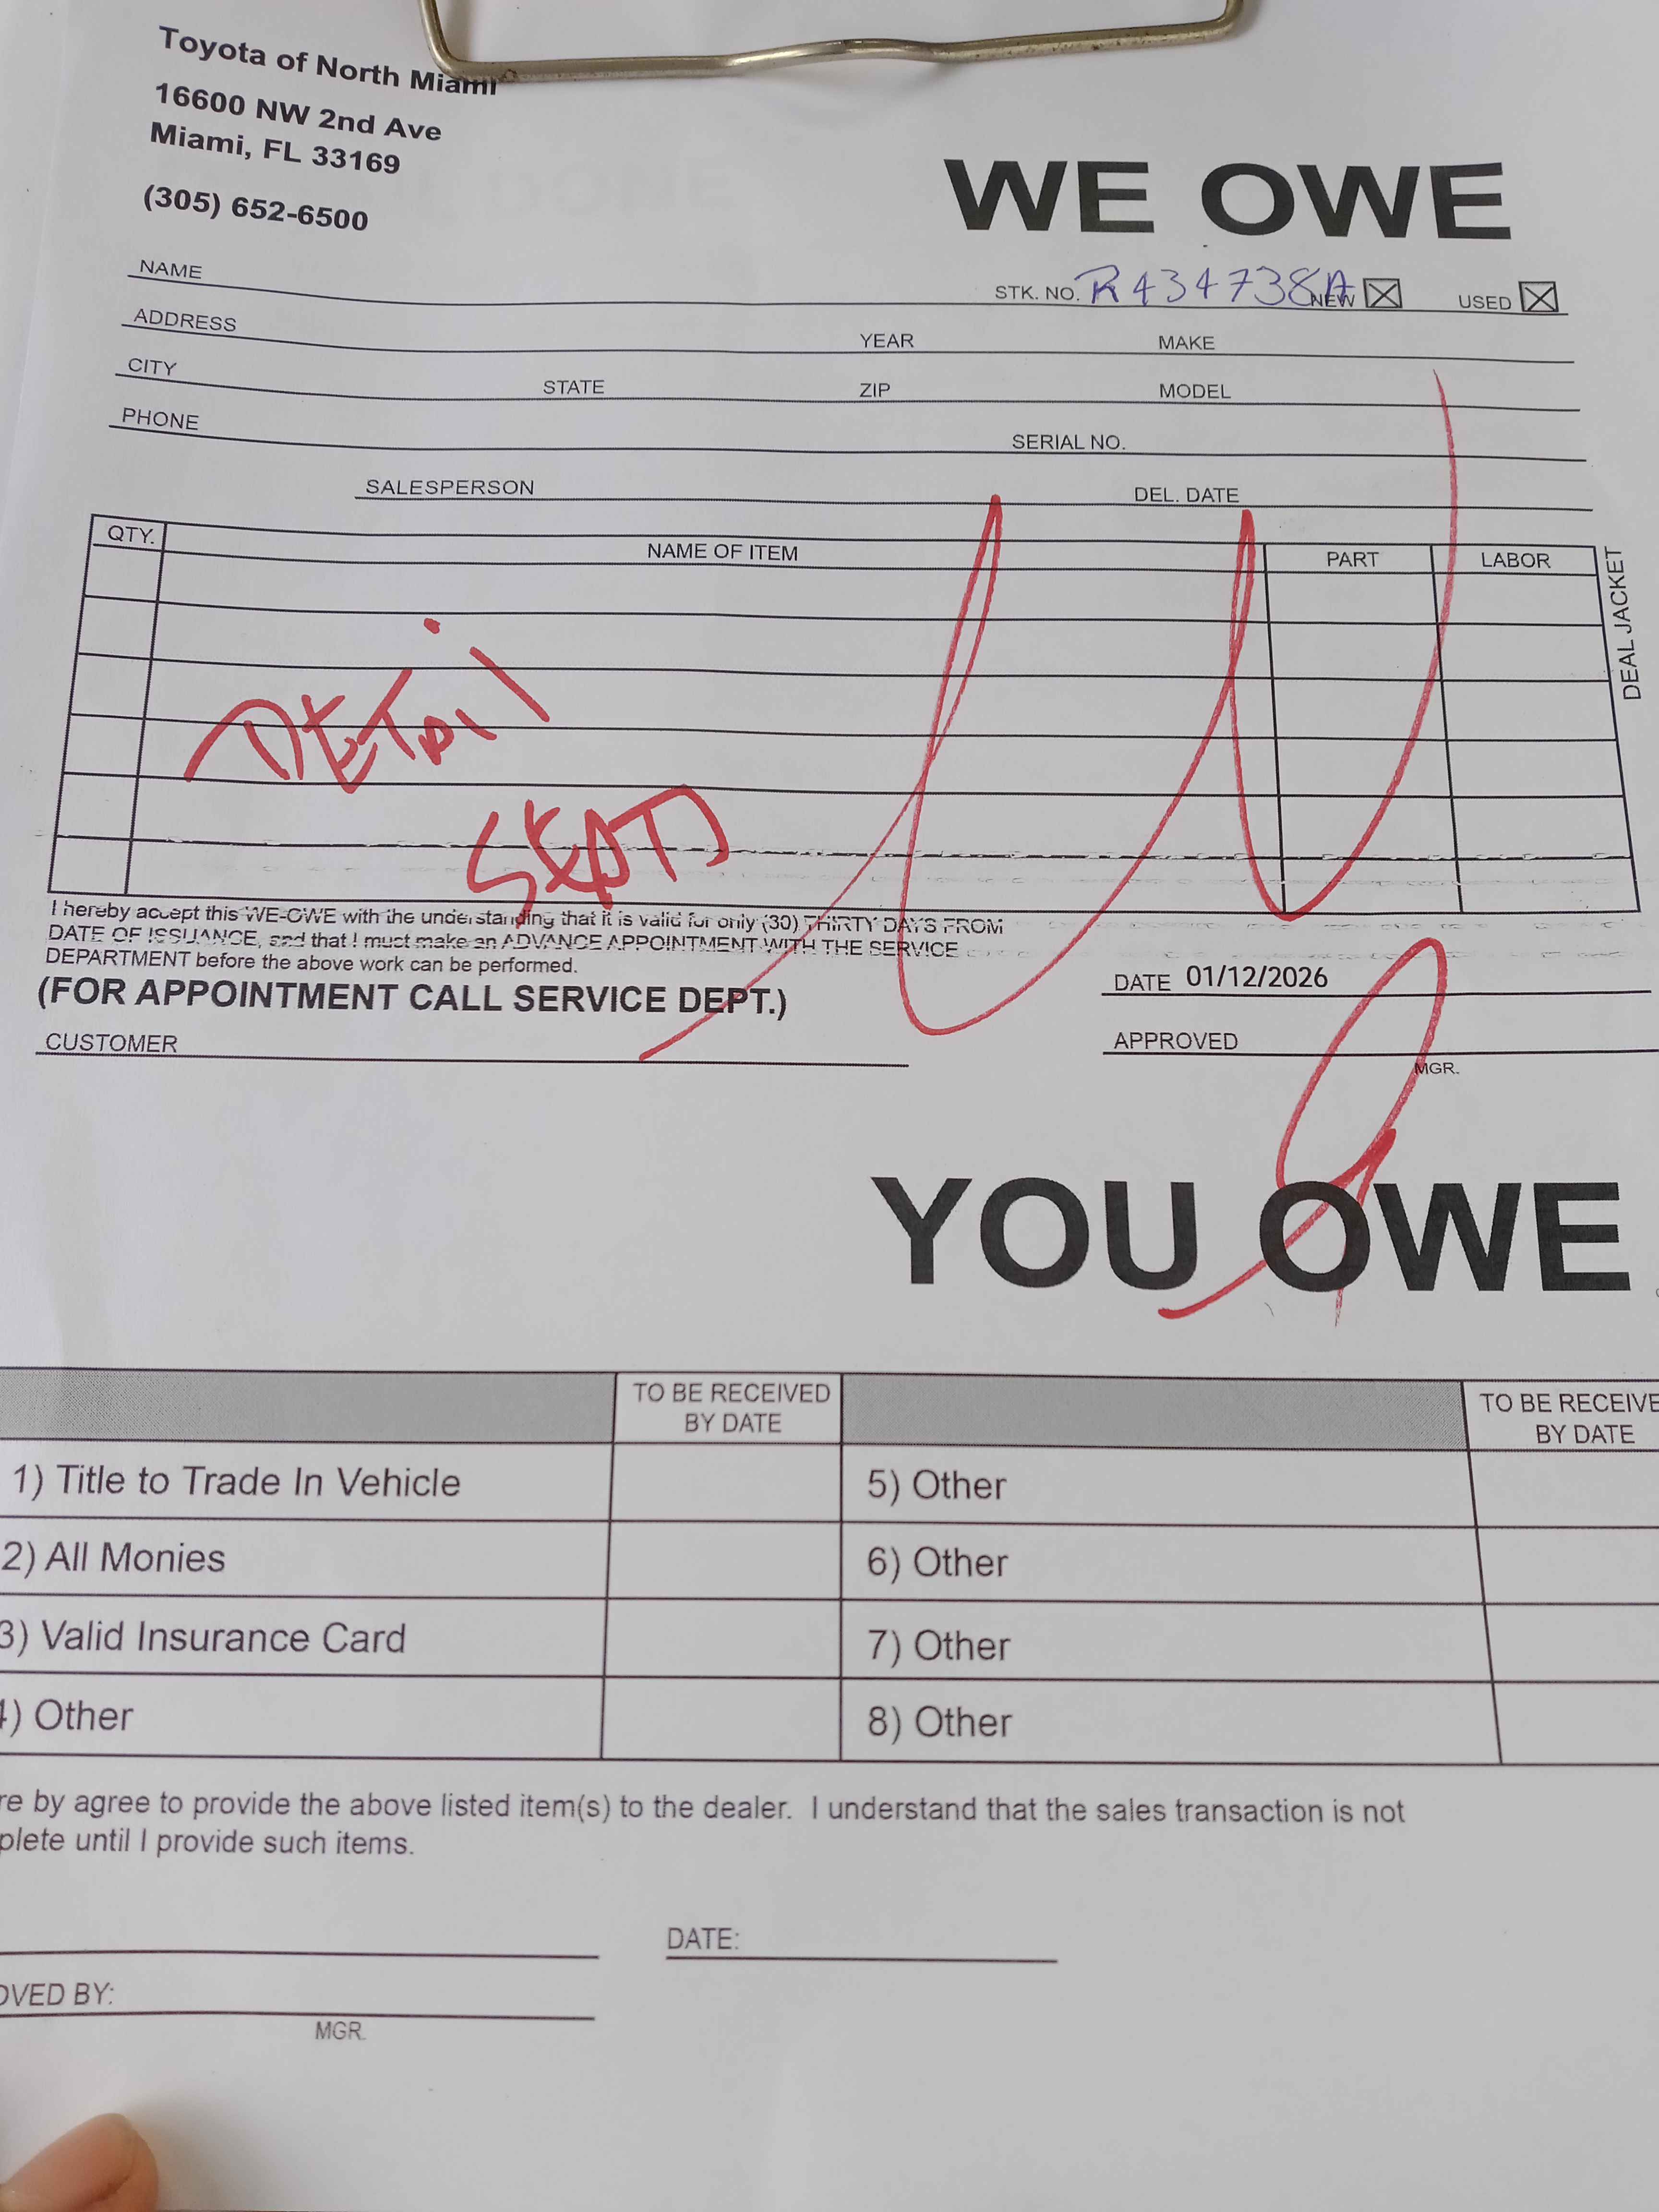 Toyota of North Miami
16600 NW 2nd Ave
Miami, FL 33169
(305) 652-6500
WE OWE
NAME
STK. NO. R434738A NEW ☒ USED ☒
ADDRESS YEAR MAKE
CITY STATE ZIP MODEL
PHONE SERIAL NO.
SALESPERSON DEL. DATE
QTY. NAME OF ITEM PART LABOR
DEAL JACKET
DETAil
SEATS
I hereby accept this WE-OWE with the understanding that it is valid for only (30) THIRTY DAYS FROM
DATE OF ISSUANCE, and that I must make an ADVANCE APPOINTMENT WITH THE SERVICE
DEPARTMENT before the above work can be performed.
(FOR APPOINTMENT CALL SERVICE DEPT.)
DATE 01/12/2026
CUSTOMER
APPROVED
MGR.
YOU OWE
TO BE RECEIVED
BY DATE
TO BE RECEIVE
BY DATE
1) Title to Trade In Vehicle
5) Other
2) All Monies
6) Other
3) Valid Insurance Card
7) Other
4) Other
8) Other
re by agree to provide the above listed item(s) to the dealer. I understand that the sales transaction is not
plete until I provide such items.
DATE:
OVED BY:
MGR.